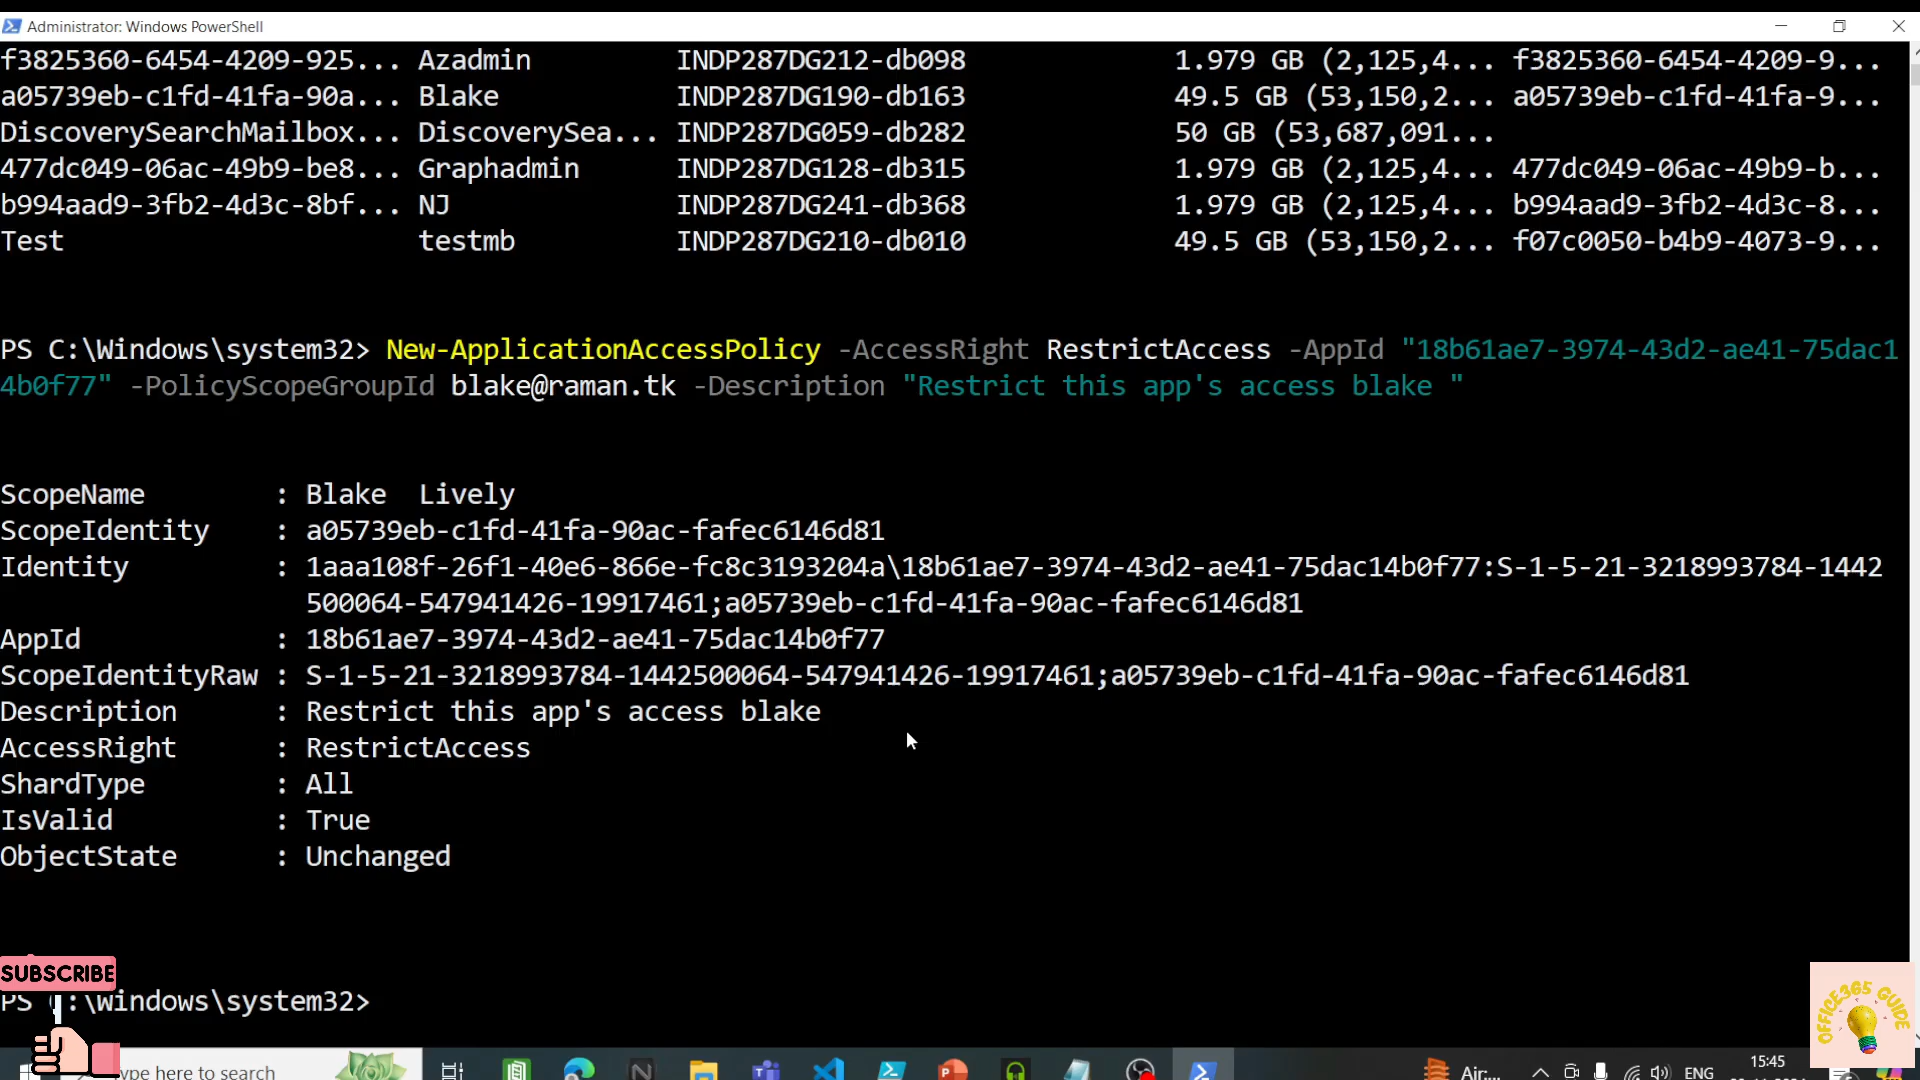 Administrator: Windows PowerShell
f3825360-6454-4209-925... Azadmin INDP287DG212-db098 1.979 GB (2,125,4... f3825360-6454-4209-9...
a05739eb-c1fd-41fa-90a... Blake INDP287DG190-db163 49.5 GB (53,150,2... a05739eb-c1fd-41fa-9...
DiscoverySearchMailbox... DiscoverySea... INDP287DG059-db282 50 GB (53,687,091...
477dc049-06ac-49b9-be8... Graphadmin INDP287DG128-db315 1.979 GB (2,125,4... 477dc049-06ac-49b9-b...
b994aad9-3fb2-4d3c-8bf... NJ INDP287DG241-db368 1.979 GB (2,125,4... b994aad9-3fb2-4d3c-8...
Test testmb INDP287DG210-db010 49.5 GB (53,150,2... f07c0050-b4b9-4073-9...
PS C:\Windows\system32> New-ApplicationAccessPolicy -AccessRight RestrictAccess -AppId "18b61ae7-3974-43d2-ae41-75dac1
4b0f77" -PolicyScopeGroupId blake@raman.tk -Description "Restrict this app's access blake "
ScopeName : Blake  Lively
ScopeIdentity : a05739eb-c1fd-41fa-90ac-fafec6146d81
Identity : 1aaa108f-26f1-40e6-866e-fc8c3193204a\18b61ae7-3974-43d2-ae41-75dac14b0f77:S-1-5-21-3218993784-1442
500064-547941426-19917461;a05739eb-c1fd-41fa-90ac-fafec6146d81
AppId : 18b61ae7-3974-43d2-ae41-75dac14b0f77
ScopeIdentityRaw : S-1-5-21-3218993784-1442500064-547941426-19917461;a05739eb-c1fd-41fa-90ac-fafec6146d81
Description : Restrict this app's access blake
AccessRight : RestrictAccess
ShardType : All
IsValid : True
ObjectState : Unchanged
SUBSCRIBE
PS C:\Windows\system32>
OFFICE365 GUIDE
ype here to search
Air...
ENG
15:45